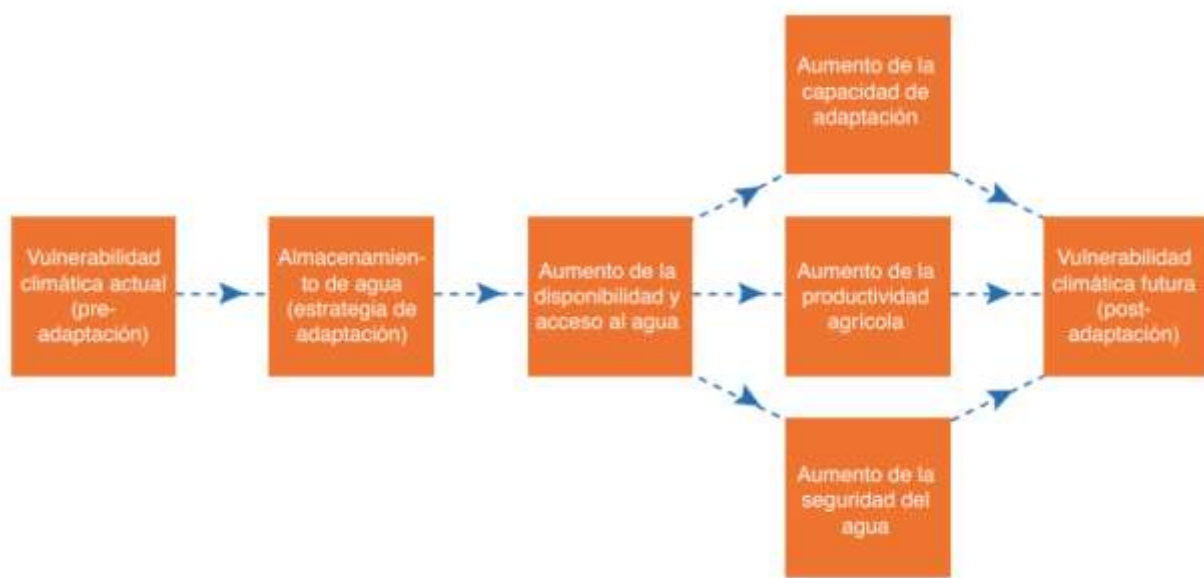 Vulnerabilidad
climática actual
(pre-
adaptación)
Almacenamien-
to de agua
(estrategia de
adaptación)
Aumento de la
disponibilidad y
acceso al agua
Aumento de la
capacidad de
adaptación
Aumento de la
productividad
agrícola
Aumento de la
seguridad del
agua
Vulnerabilidad
climática futura
(post-
adaptación)